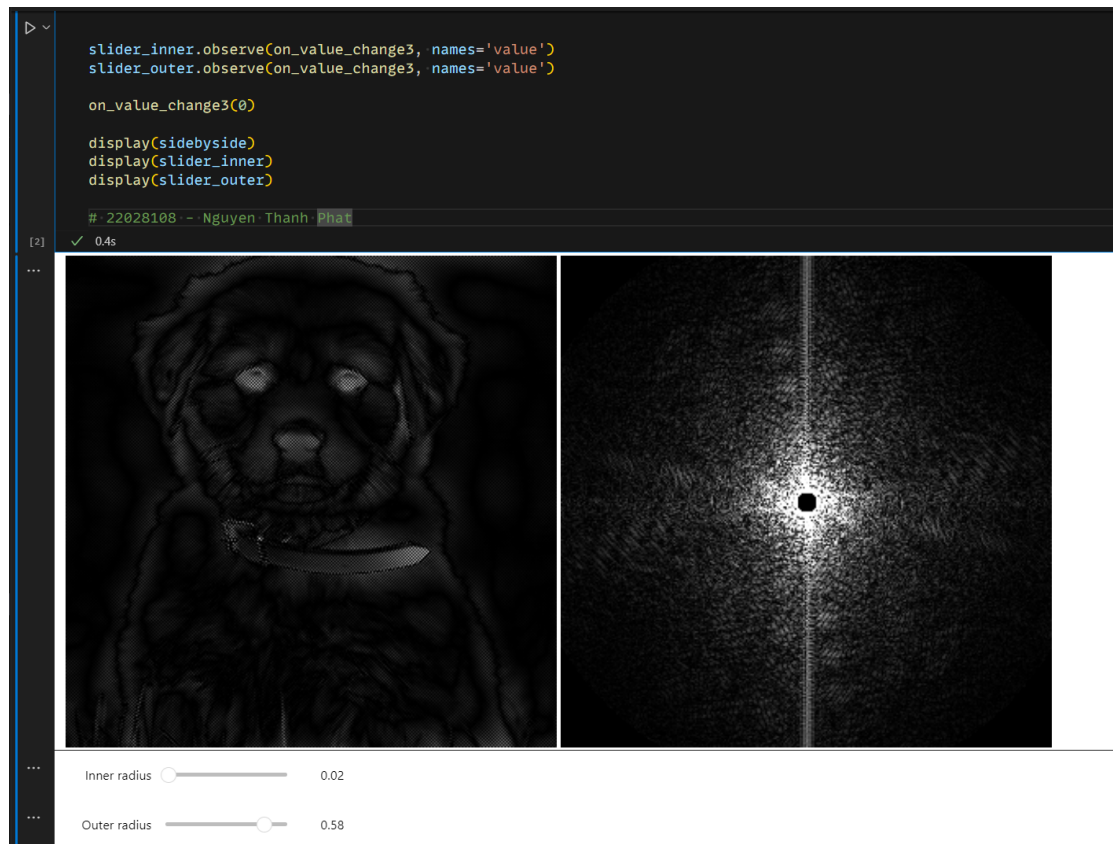 slider_inner.observe(on_value_change3, names='value')
slider_outer.observe(on_value_change3, names='value')
on_value_change3(0)
display(sidebyside)
display(slider_inner)
display(slider_outer)
# 22028108 - Nguyen Thanh Phat
[2] ✓ 0.4s
Inner radius 0.02
Outer radius 0.58